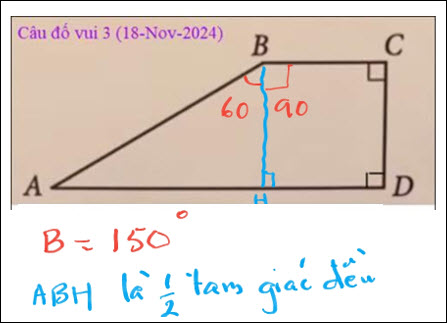 Câu đố vui 3 (18-Nov-2024)
B C
60 90
A H D
B = 150°
ABH là 1/2 tam giác đều